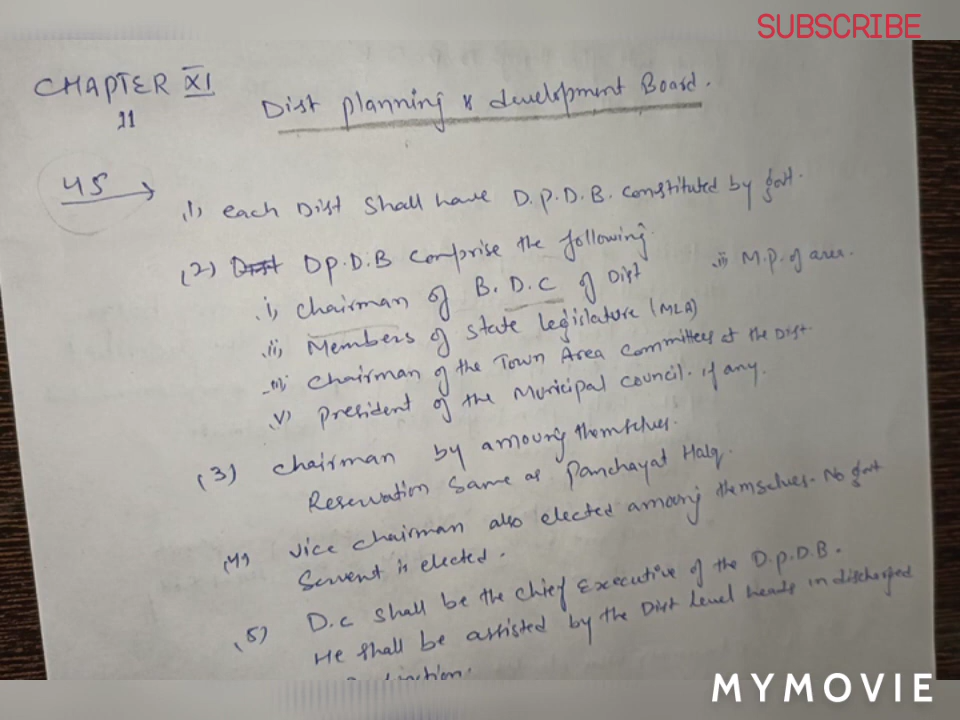 SUBSCRIBE
CHAPTER XI
11
Dist planning & development Board.
45 →
(1) each Dist Shall have D.P.D.B. constituted by govt.
(2) Dist DP.D.B comprise the following
i) chairman of B.D.C of Dist ii) M.P. of area.
ii) Members of state legislature (MLA)
iii) chairman of the Town Area committees of the Dist.
v) president of the Municipal council. if any.
(3) chairman by amoung themselves.
Reservation same as panchayat Halq.
(4) vice chairman also elected among themselves. No govt
Servent is elected.
(5) D.C shall be the chief Executive of the D.P.D.B.
He shall be assisted by the Dist level heads in discharged
MYMOVIE